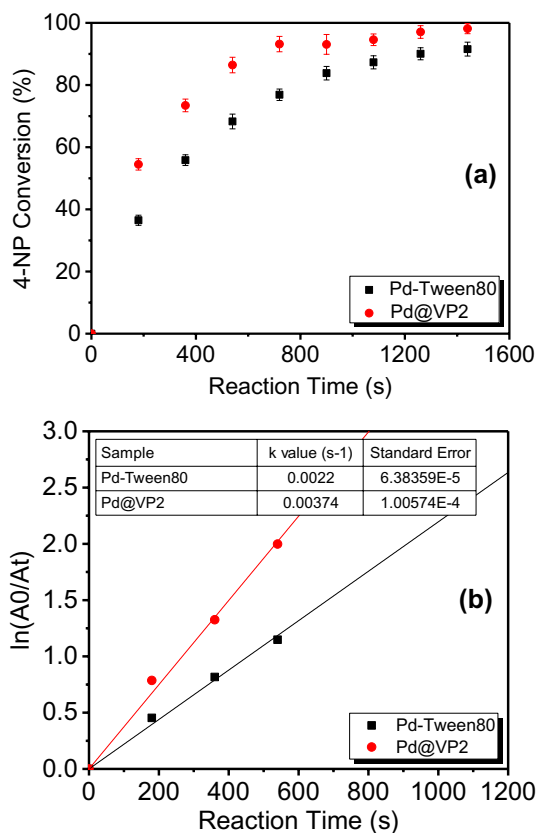 100
80
60
40
20
0
4-NP Conversion (%)
(a)
Pd-Tween80
Pd@VP2
0 400 800 1200 1600
Reaction Time (s)
3.0
2.5
2.0
1.5
1.0
0.5
0.0
ln(A0/At)
Sample k value (s-1) Standard Error
Pd-Tween80 0.0022 6.38359E-5
Pd@VP2 0.00374 1.00574E-4
(b)
Pd-Tween80
Pd@VP2
0 200 400 600 800 1000 1200
Reaction Time (s)